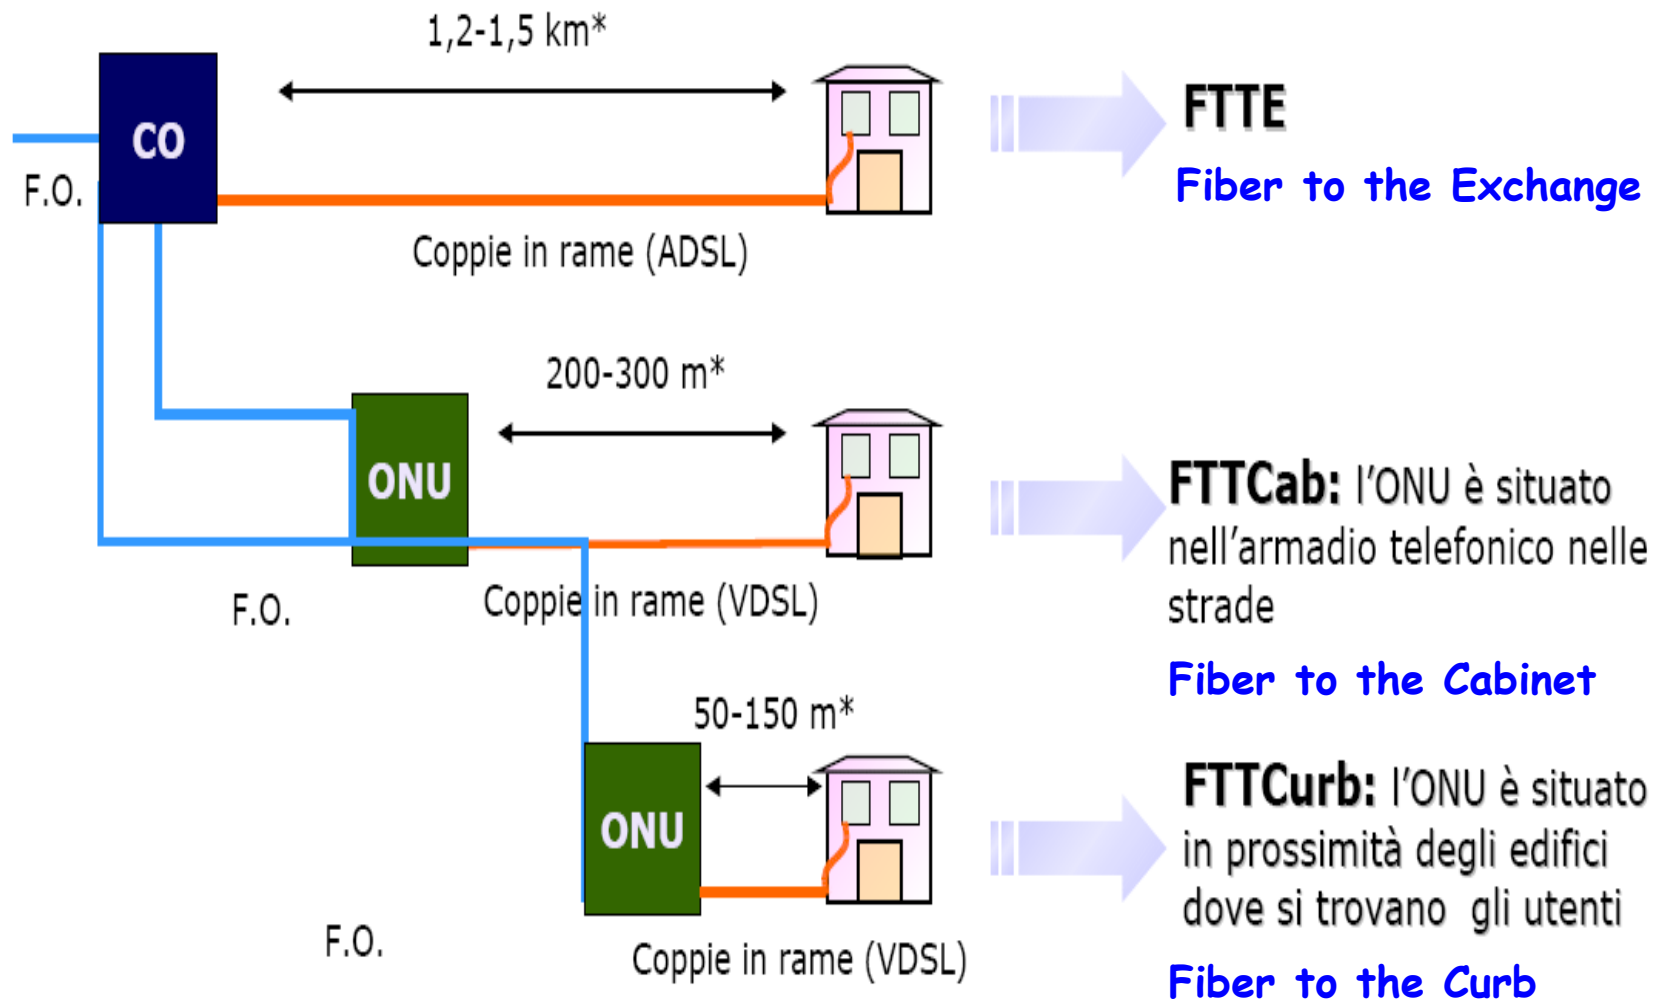 1,2-1,5 km*
CO
F.O.
Coppie in rame (ADSL)
FTTE
Fiber to the Exchange
200-300 m*
ONU
F.O.
Coppie in rame (VDSL)
FTTCab: l'ONU è situato
nell'armadio telefonico nelle
strade
Fiber to the Cabinet
50-150 m*
ONU
F.O.
Coppie in rame (VDSL)
FTTCurb: l'ONU è situato
in prossimità degli edifici
dove si trovano gli utenti
Fiber to the Curb